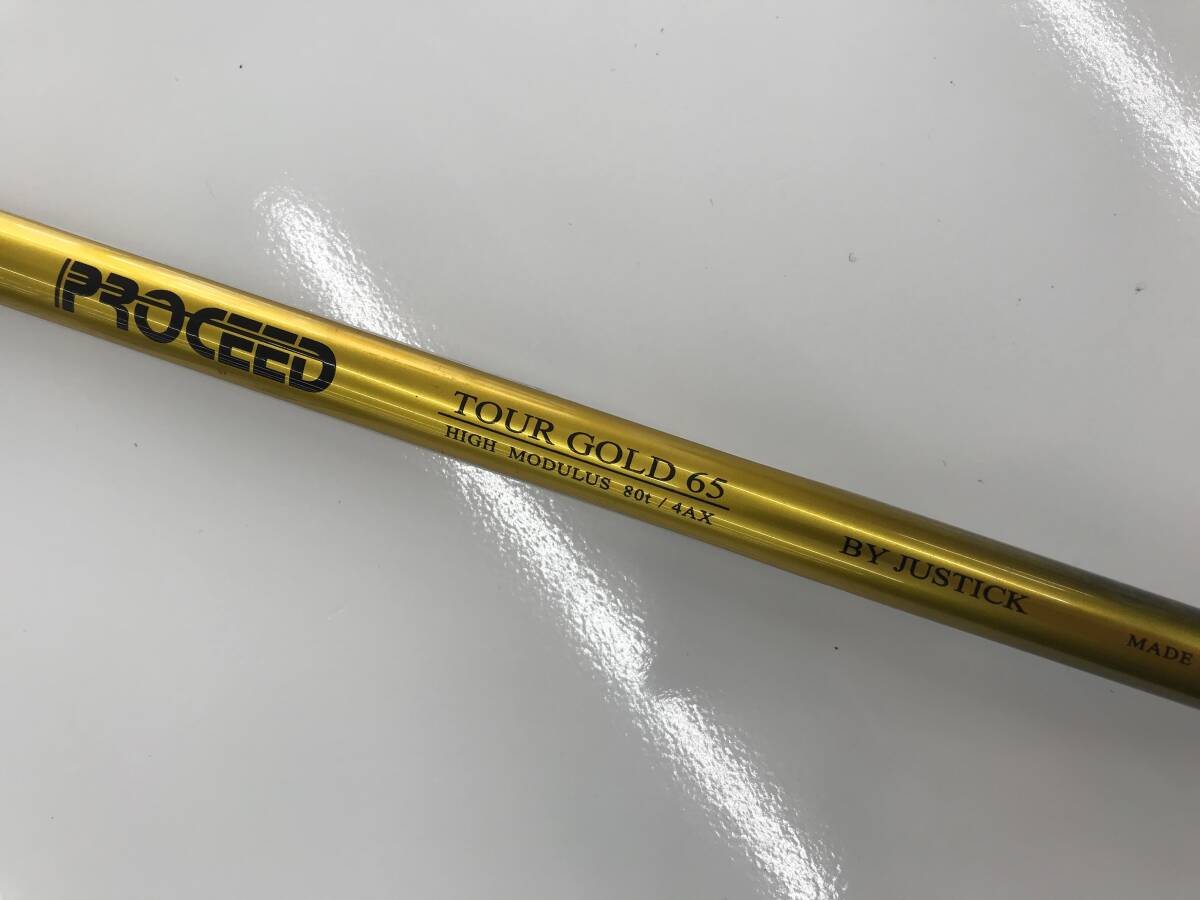 PROCEED
TOUR GOLD 65
HIGH MODULUS 80t / 4AX
BY JUSTICK
MADE